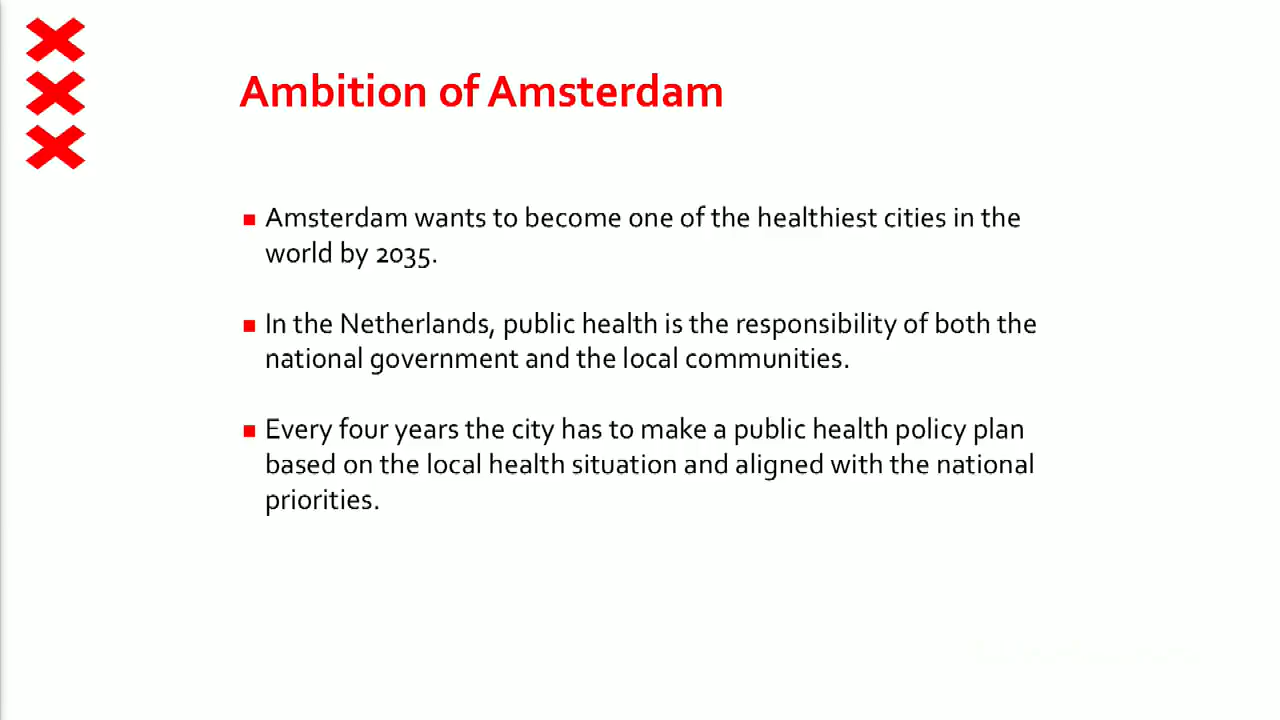 Ambition of Amsterdam
Amsterdam wants to become one of the healthiest cities in the
world by 2035.
In the Netherlands, public health is the responsibility of both the
national government and the local communities.
Every four years the city has to make a public health policy plan
based on the local health situation and aligned with the national
priorities.